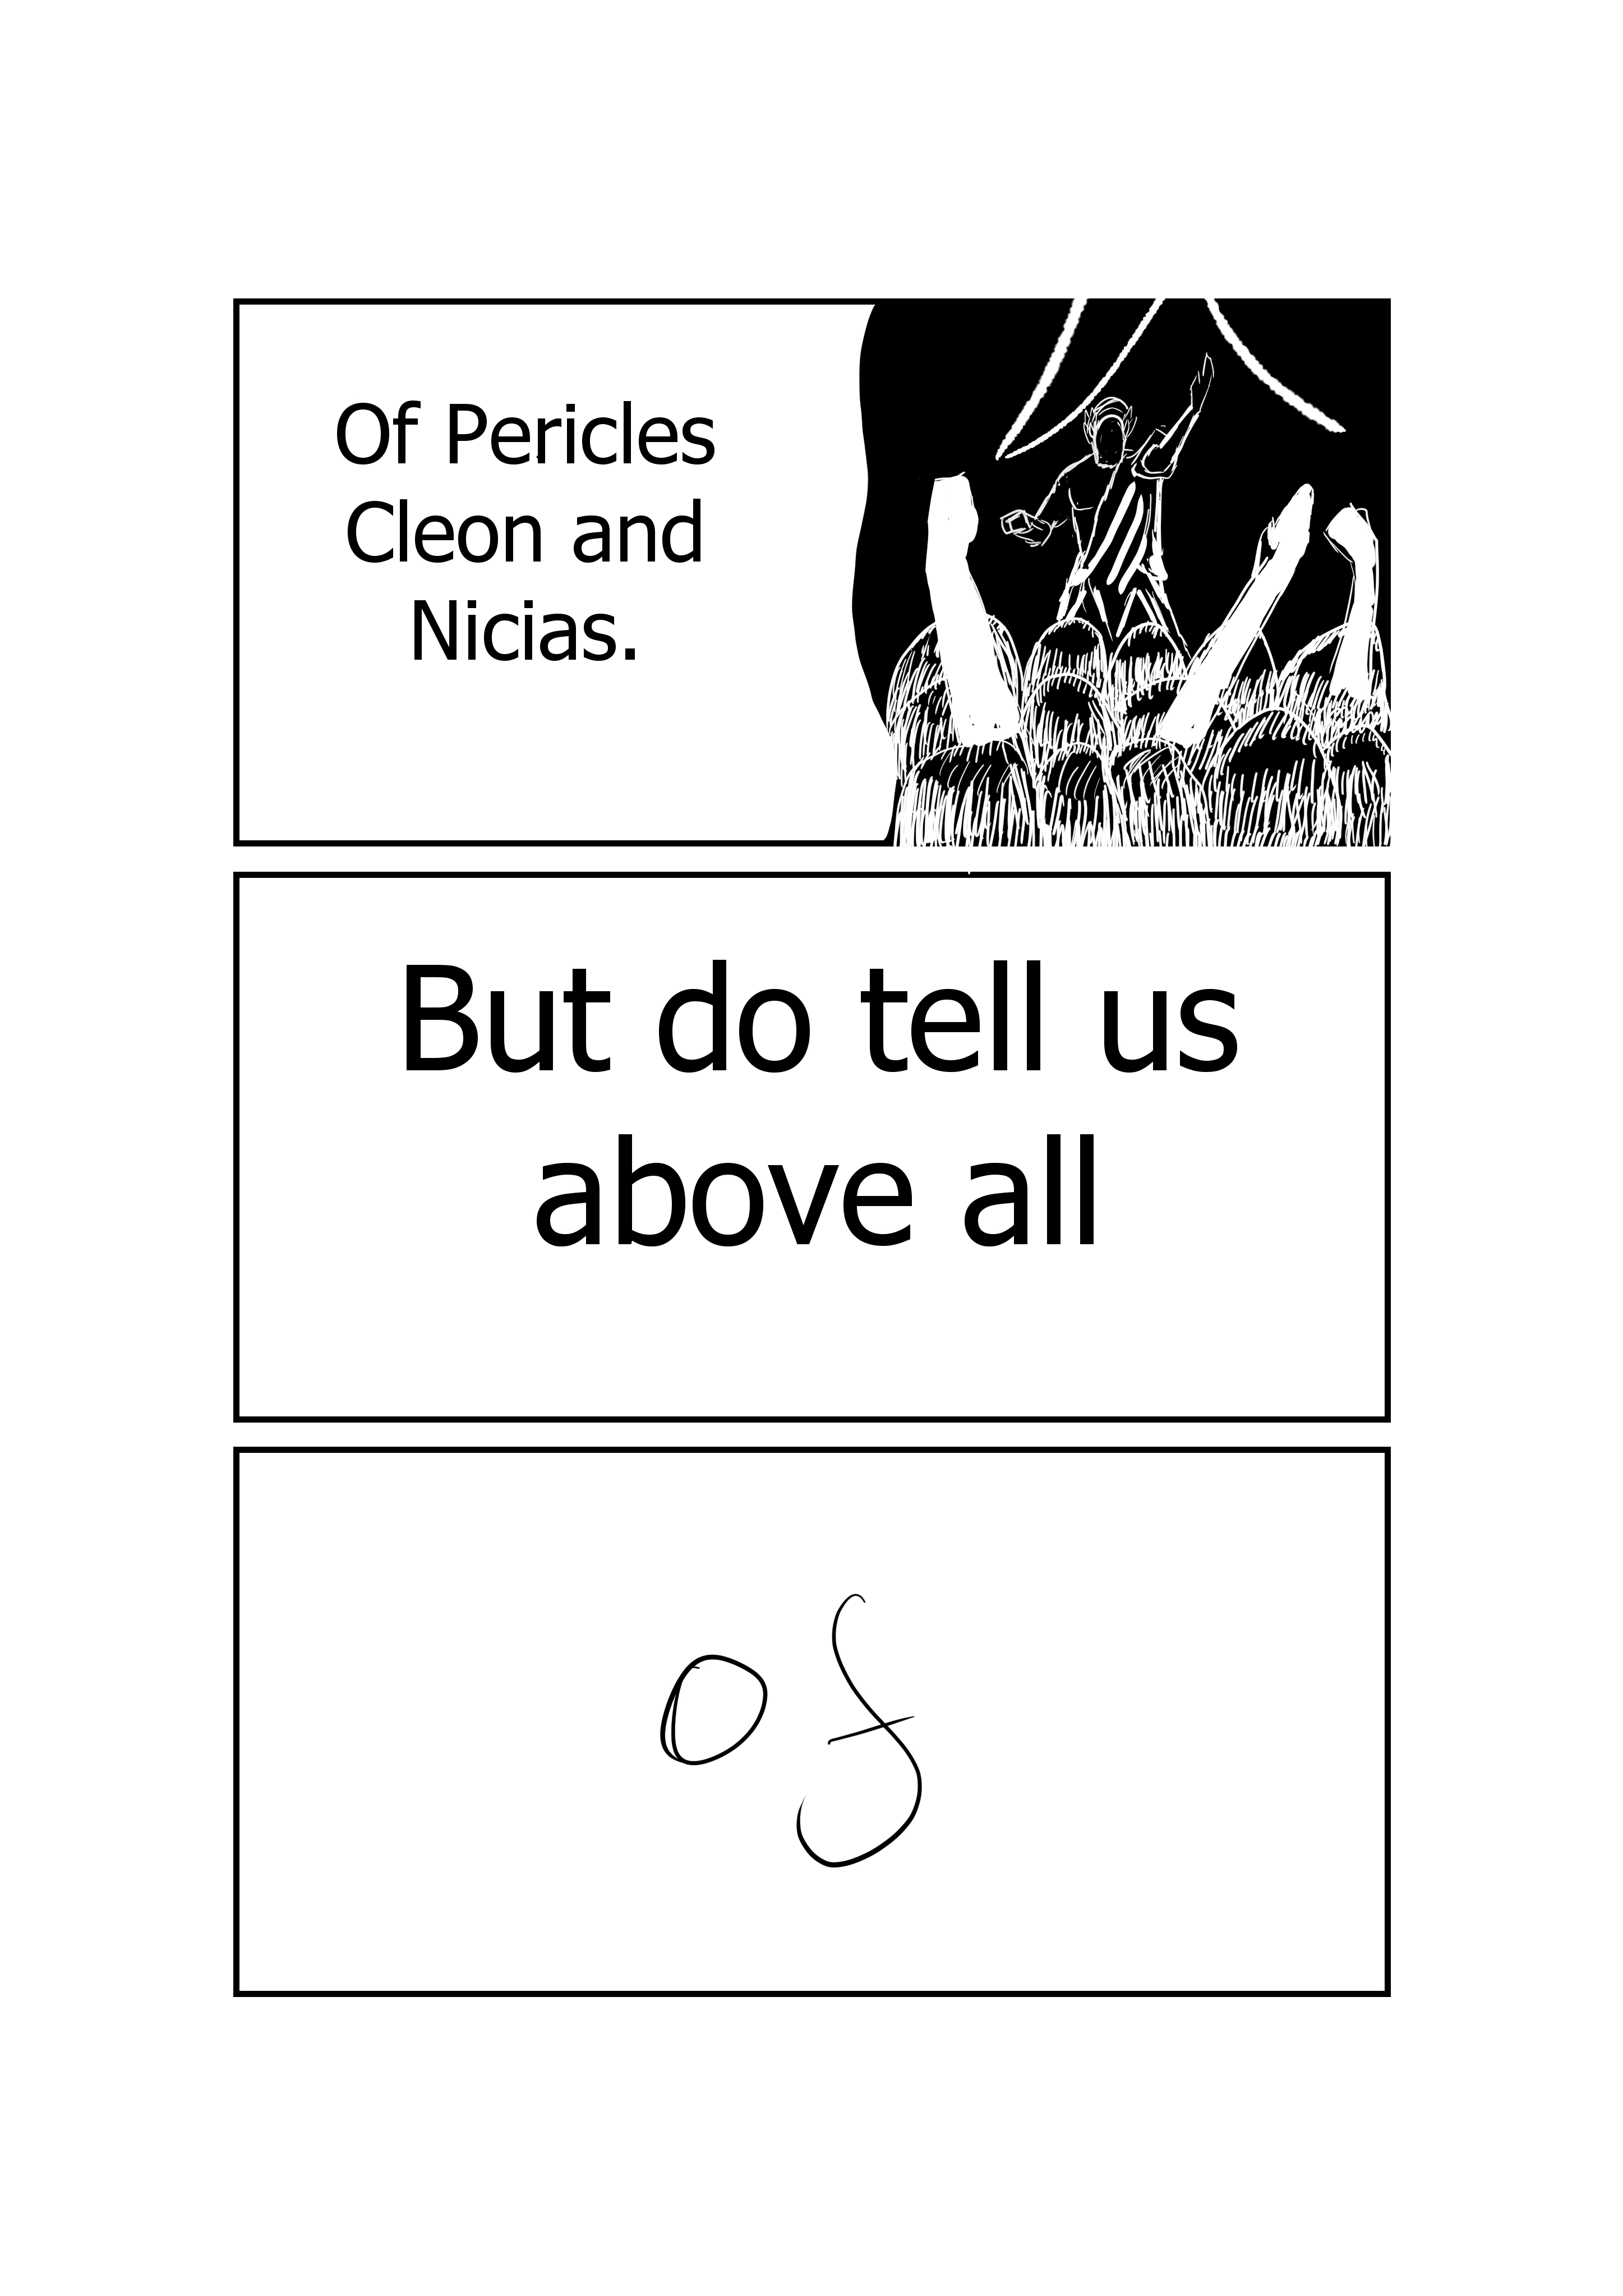 Of Pericles
Cleon and
Nicias.
But do tell us
above all
of